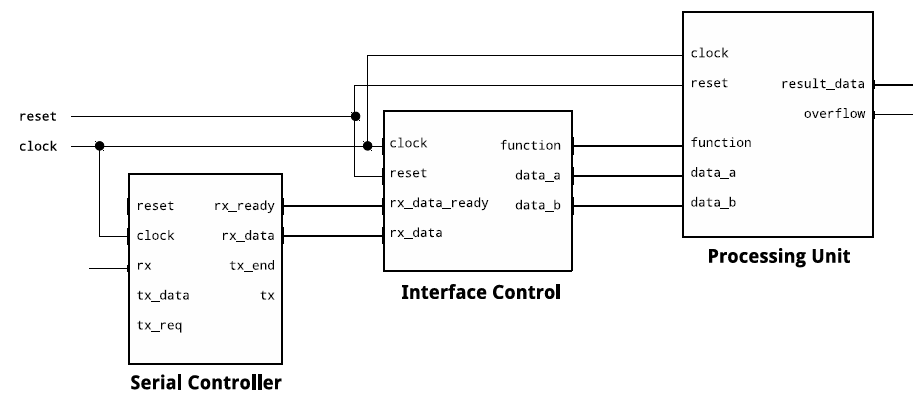 reset
clock
clock
reset
function
data_a
data_b
result_data
overflow
Processing Unit
clock
reset
rx_data_ready
rx_data
function
data_a
data_b
Interface Control
reset
clock
rx
tx_data
tx_req
rx_ready
rx_data
tx_end
tx
Serial Controller